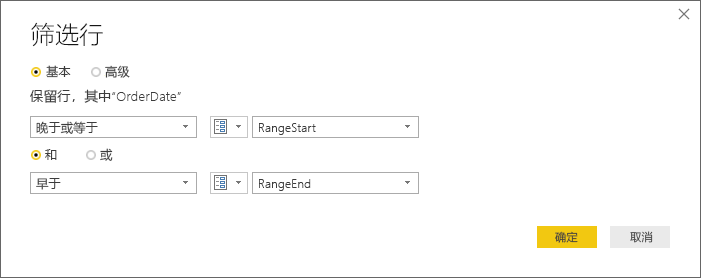 筛选行
基本 高级
保留行，其中“OrderDate”
晚于或等于 RangeStart
和 或
早于 RangeEnd
确定 取消